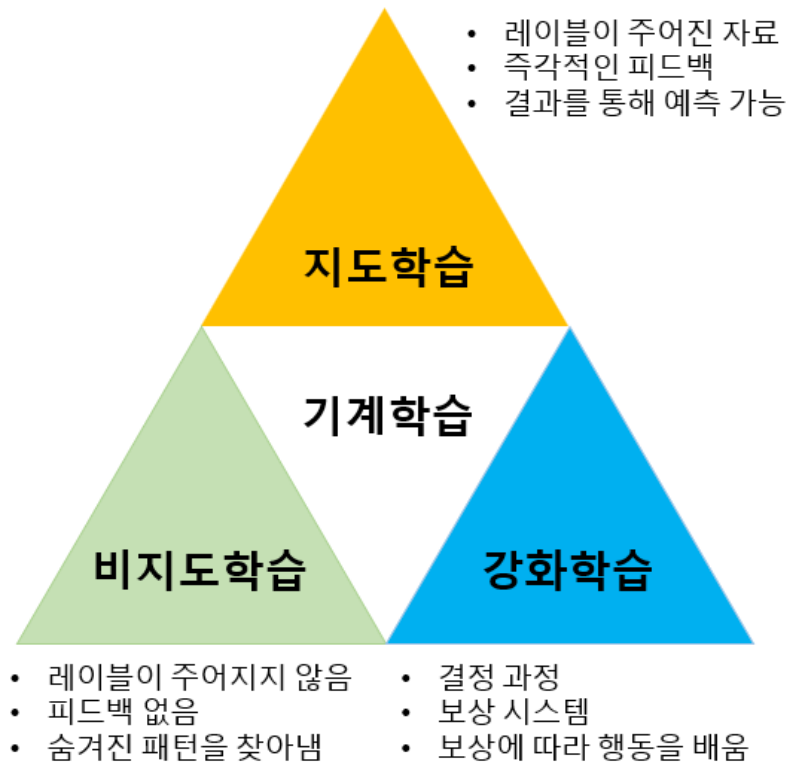 • 레이블이 주어진 자료
• 즉각적인 피드백
• 결과를 통해 예측 가능
지도학습
기계학습
비지도학습
강화학습
• 레이블이 주어지지 않음
• 피드백 없음
• 숨겨진 패턴을 찾아냄
• 결정 과정
• 보상 시스템
• 보상에 따라 행동을 배움